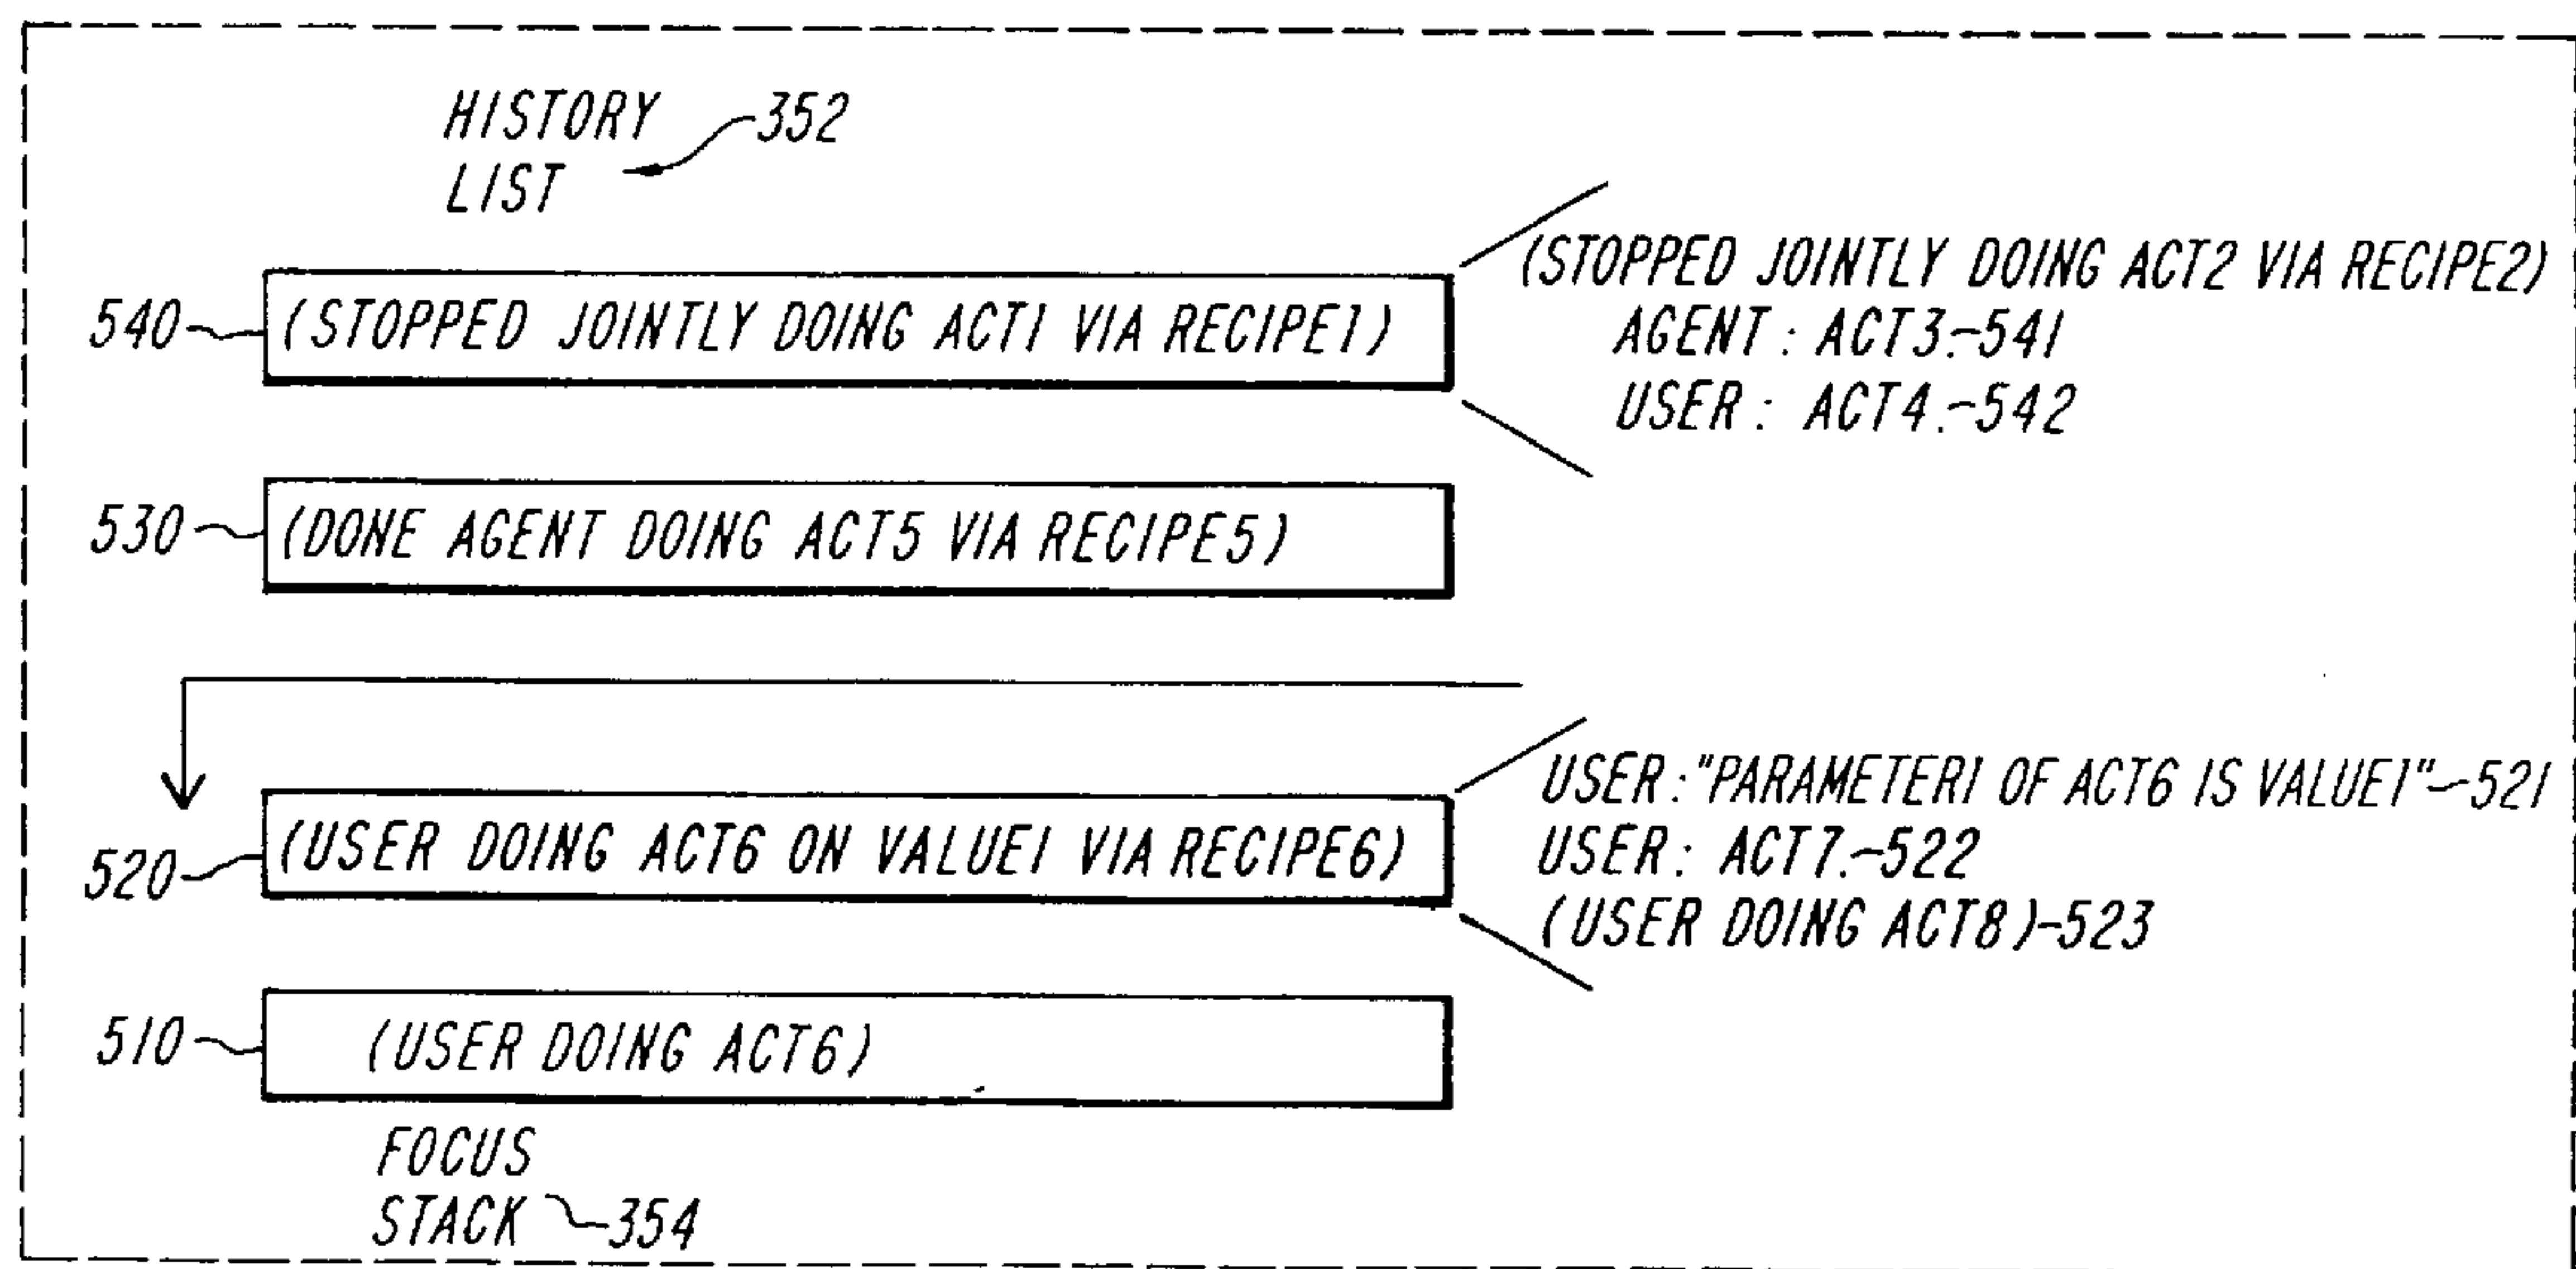 HISTORY
LIST
352
(STOPPED JOINTLY DOING ACT2 VIA RECIPE2)
540
(STOPPED JOINTLY DOING ACT1 VIA RECIPE1)
AGENT: ACT3.-541
USER: ACT4.-542
530
(DONE AGENT DOING ACT5 VIA RECIPE5)
USER:"PARAMETER1 OF ACT6 IS VALUE1"-521
520
(USER DOING ACT6 ON VALUE1 VIA RECIPE6)
USER: ACT7.-522
(USER DOING ACT8)-523
510
(USER DOING ACT6)
FOCUS
STACK
354